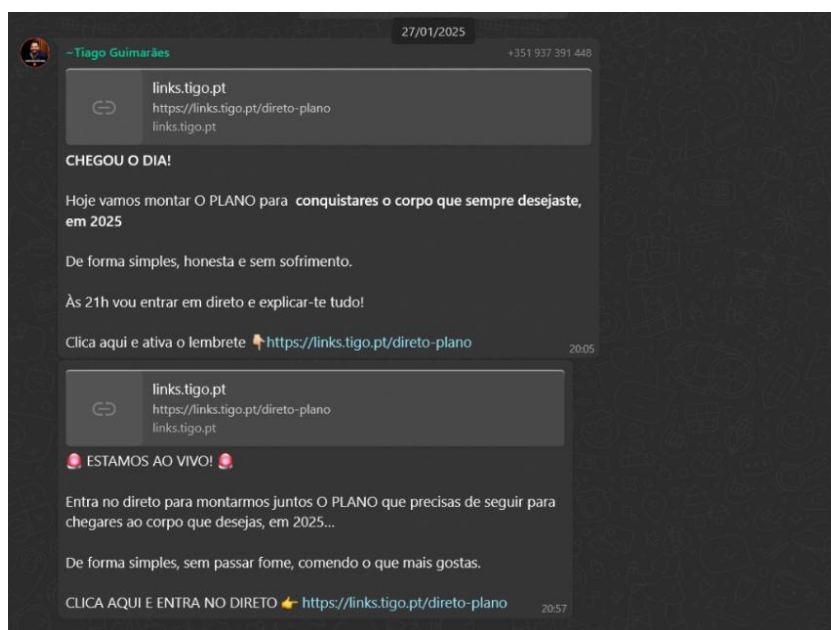 27/01/2025
~Tiago Guimarães
+351 937 391 448
links.tigo.pt
https://links.tigo.pt/direto-plano
links.tigo.pt
CHEGOU O DIA!
Hoje vamos montar O PLANO para conquistares o corpo que sempre desejaste,
em 2025
De forma simples, honesta e sem sofrimento.
Às 21h vou entrar em direto e explicar-te tudo!
Clica aqui e ativa o lembrete 👇🏻https://links.tigo.pt/direto-plano
20:05
links.tigo.pt
https://links.tigo.pt/direto-plano
links.tigo.pt
🚨 ESTAMOS AO VIVO! 🚨
Entra no direto para montarmos juntos O PLANO que precisas de seguir para
chegares ao corpo que desejas, em 2025...
De forma simples, sem passar fome, comendo o que mais gostas.
CLICA AQUI E ENTRA NO DIRETO 👉 https://links.tigo.pt/direto-plano
20:57